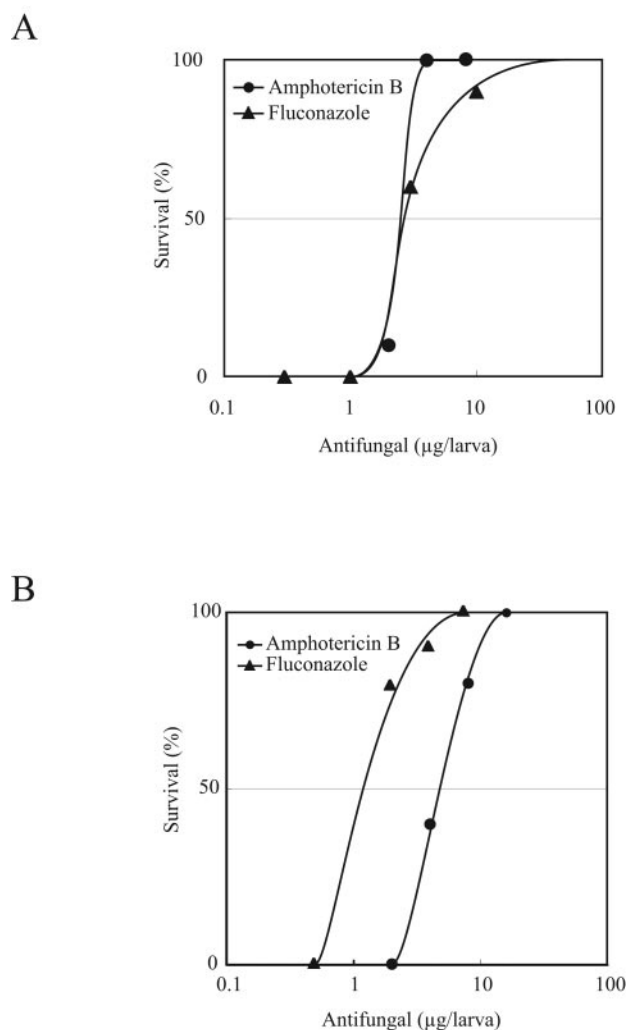 A
100
Amphotericin B
Fluconazole
Survival (%)
50
0
0.1 1 10 100
Antifungal (µg/larva)
B
100
Amphotericin B
Fluconazole
Survival (%)
50
0
0.1 1 10 100
Antifungal (µg/larva)